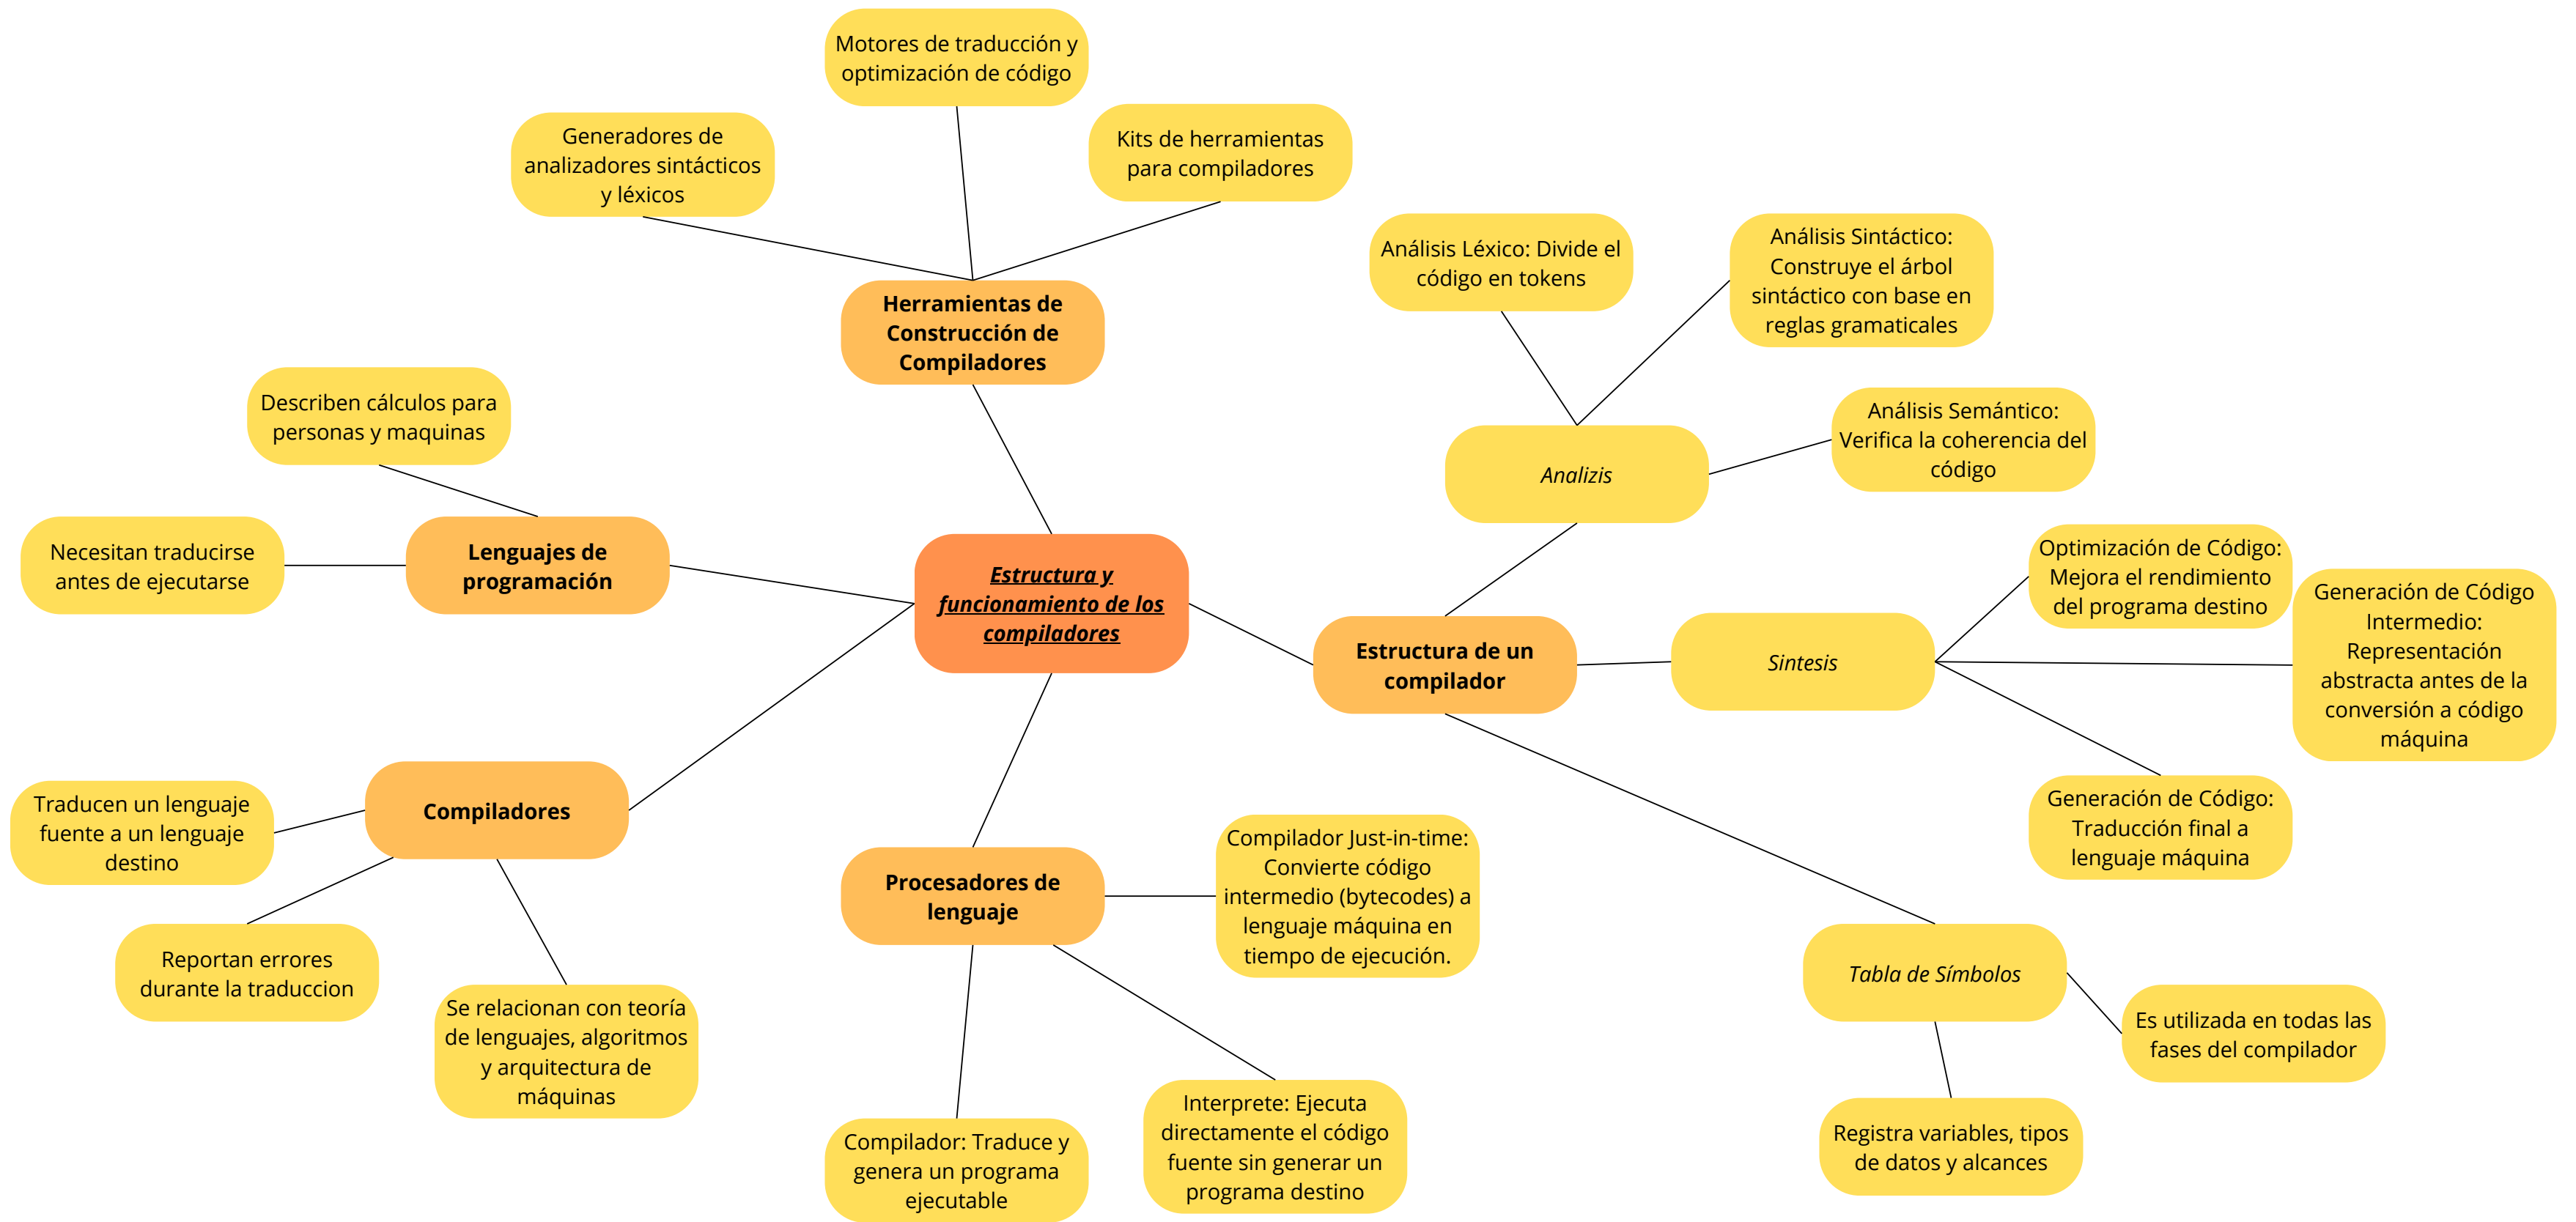 Motores de traducción y
optimización de código
Generadores de
analizadores sintácticos
y léxicos
Kits de herramientas
para compiladores
Herramientas de
Construcción de
Compiladores
Análisis Léxico: Divide el
código en tokens
Análisis Sintáctico:
Construye el árbol
sintáctico con base en
reglas gramaticales
Análisis Semántico:
Verifica la coherencia del
código
Analizis
Describen cálculos para
personas y maquinas
Necesitan traducirse
antes de ejecutarse
Lenguajes de
programación
Estructura y
funcionamiento de los
compiladores
Estructura de un
compilador
Sintesis
Optimización de Código:
Mejora el rendimiento
del programa destino
Generación de Código
Intermedio:
Representación
abstracta antes de la
conversión a código
máquina
Generación de Código:
Traducción final a
lenguaje máquina
Compiladores
Traducen un lenguaje
fuente a un lenguaje
destino
Reportan errores
durante la traduccion
Se relacionan con teoría
de lenguajes, algoritmos
y arquitectura de
máquinas
Procesadores de
lenguaje
Compilador Just-in-time:
Convierte código
intermedio (bytecodes) a
lenguaje máquina en
tiempo de ejecución.
Compilador: Traduce y
genera un programa
ejecutable
Interprete: Ejecuta
directamente el código
fuente sin generar un
programa destino
Tabla de Símbolos
Es utilizada en todas las
fases del compilador
Registra variables, tipos
de datos y alcances